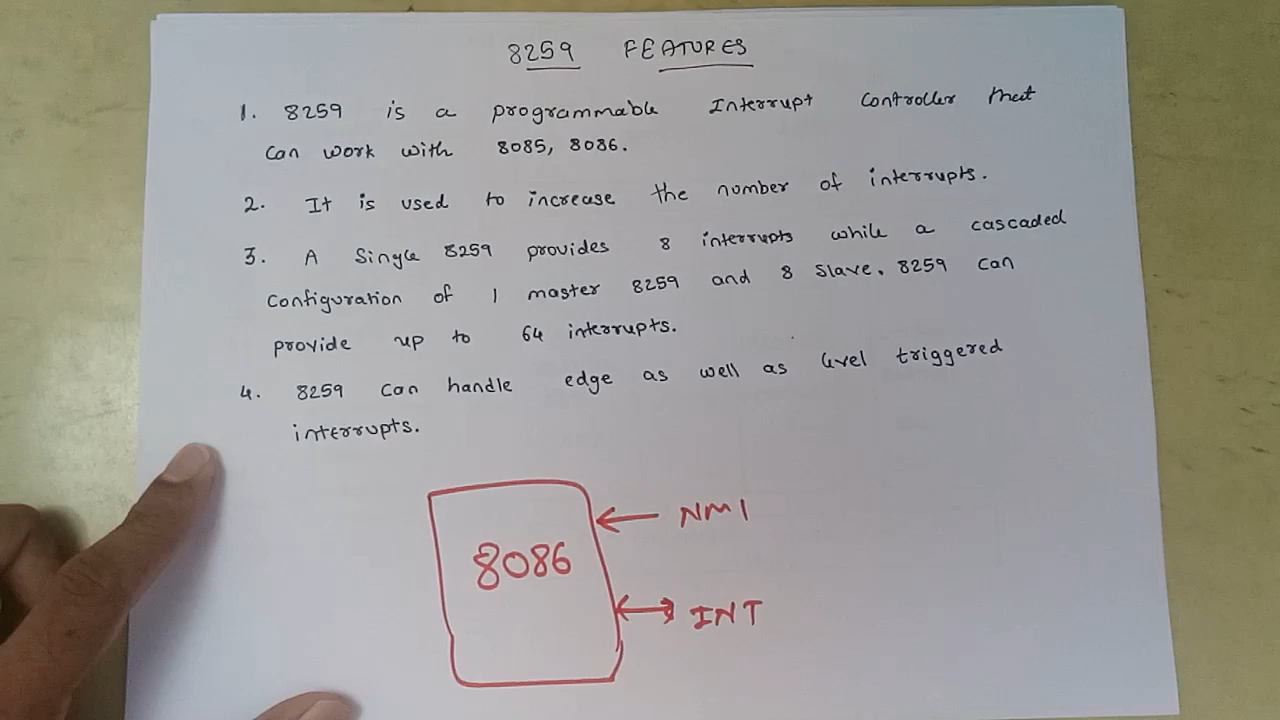 8259 FEATURES
1. 8259 is a programmable Interrupt Controller that
can work with 8085, 8086.
2. It is used to increase the number of interrupts.
3. A Single 8259 provides 8 interrupts while a cascaded
configuration of 1 master 8259 and 8 slave. 8259 can
provide up to 64 interrupts.
4. 8259 can handle edge as well as level triggered
interrupts.
NMI
8086
INT